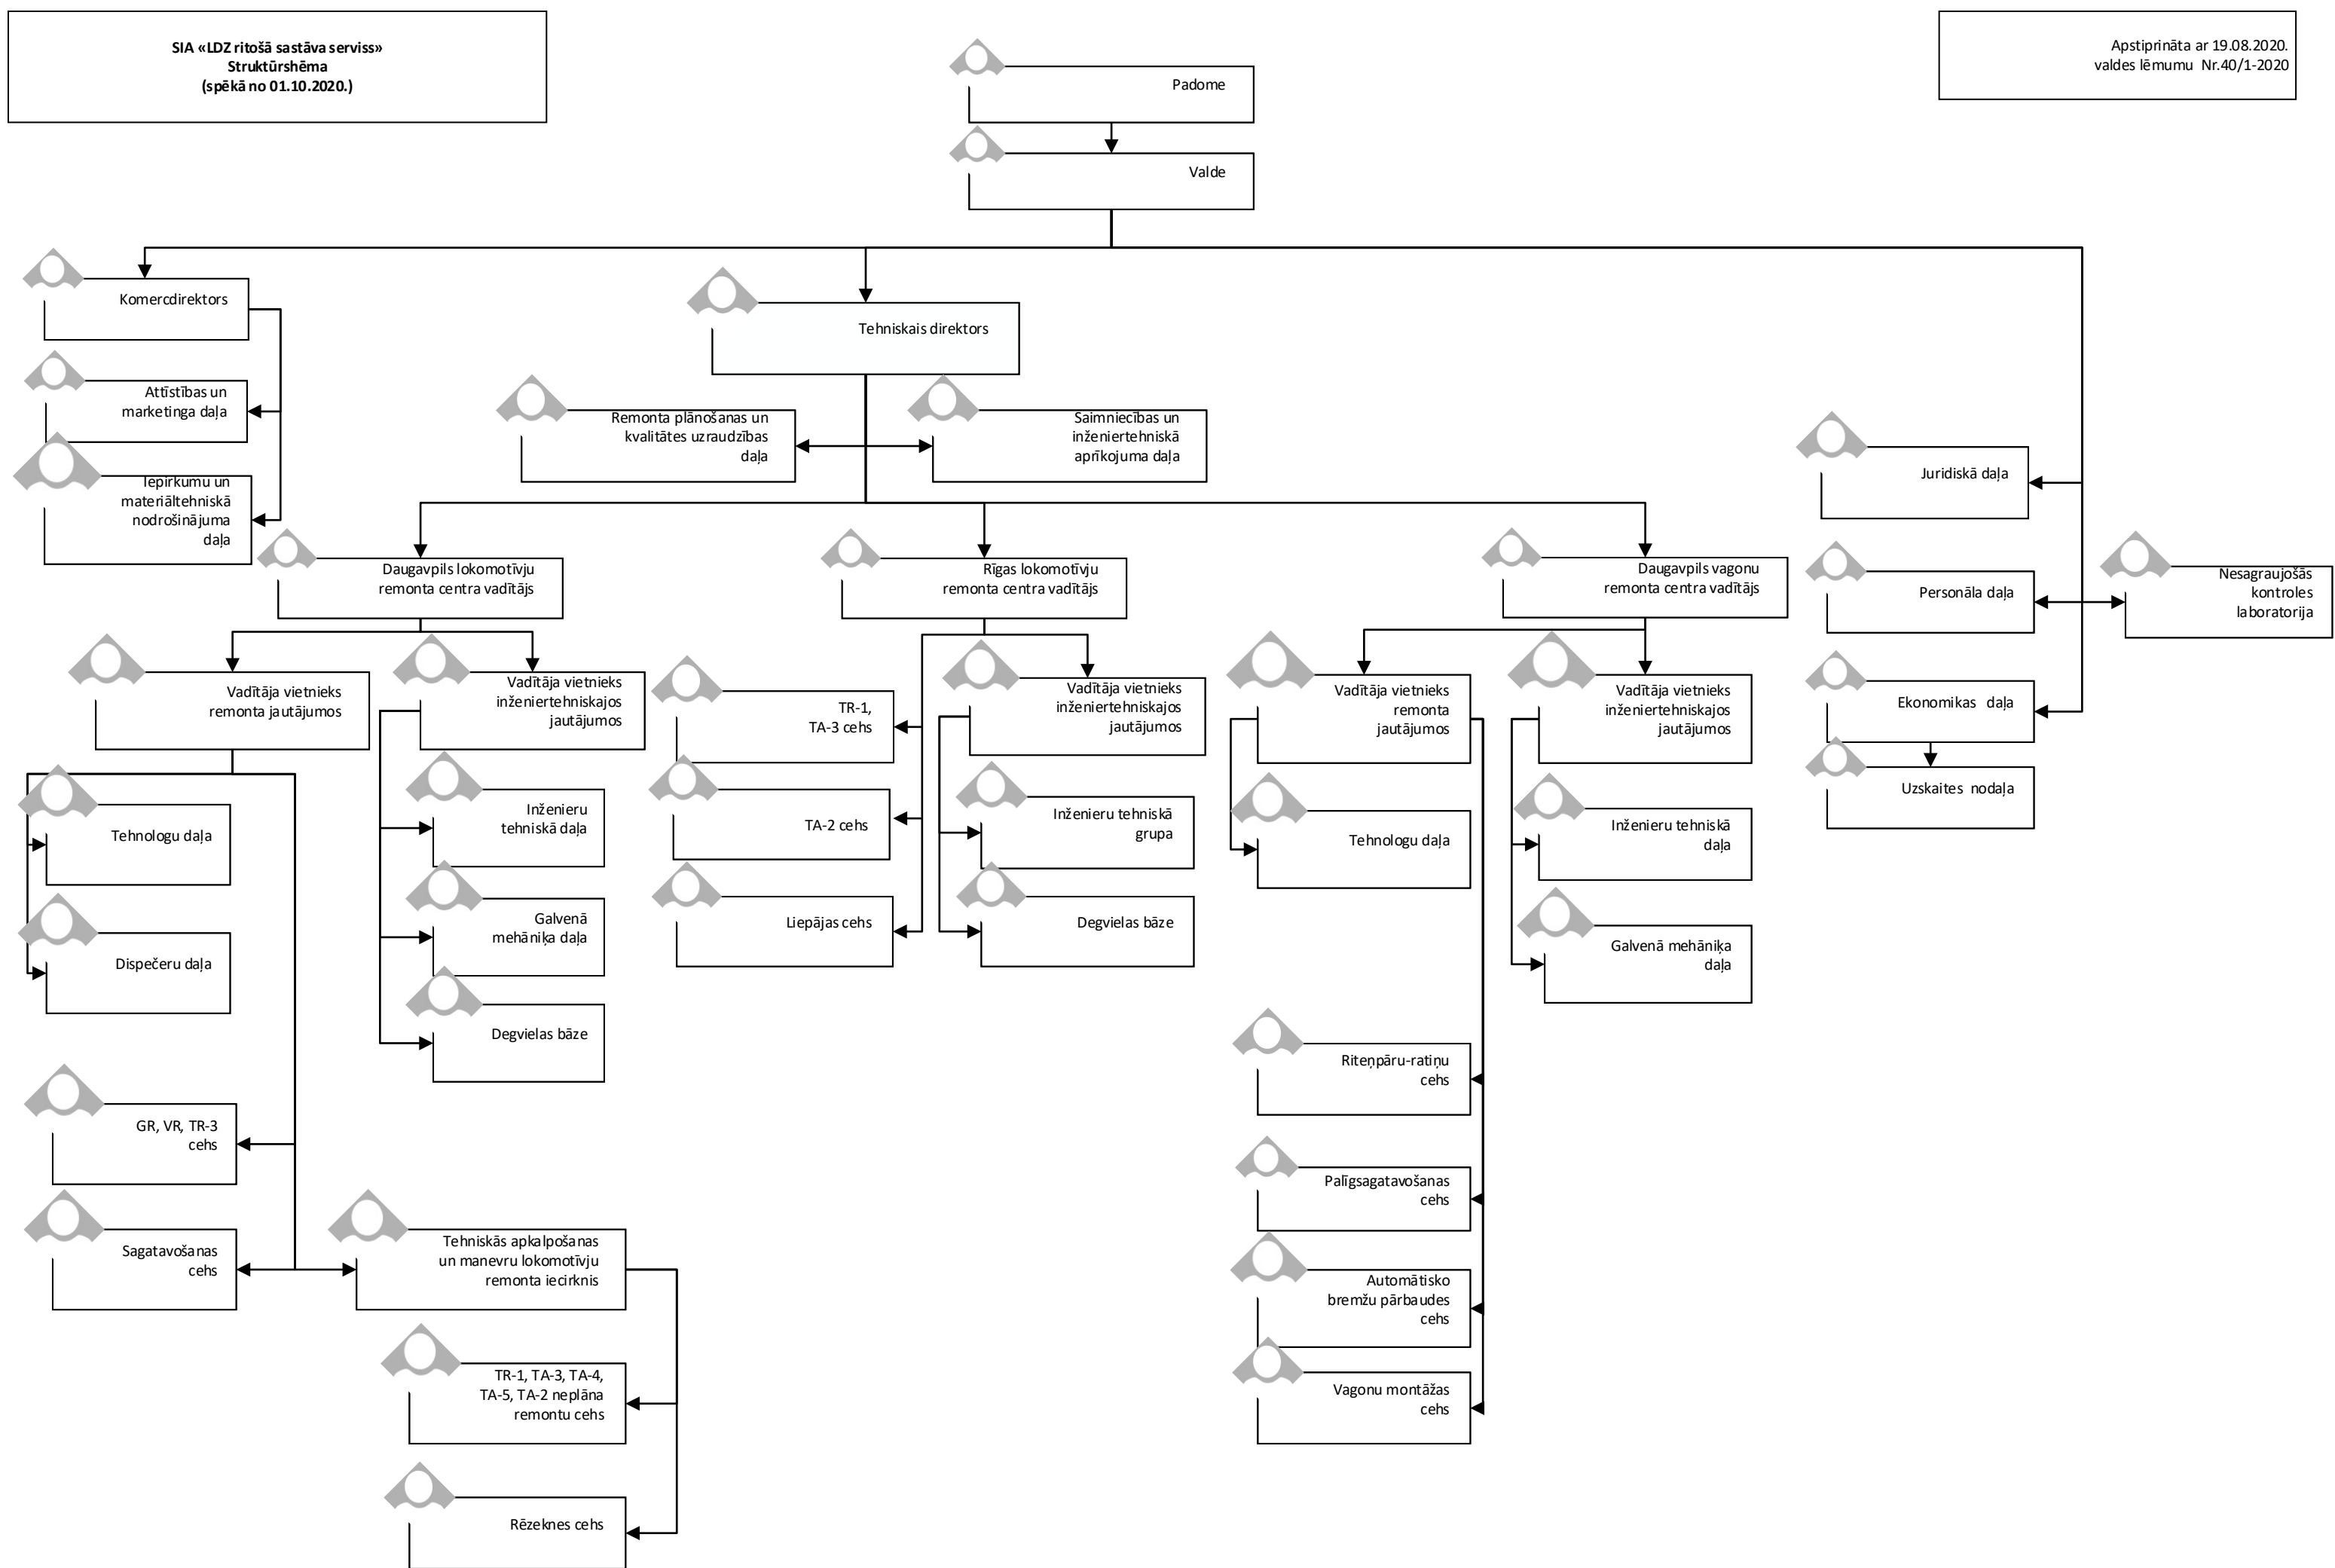 SIA «LDZ ritošā sastāva serviss»
Struktūrshēma
(spēkā no 01.10.2020.)
Apstiprināta ar 19.08.2020.
valdes lēmumu Nr.40/1-2020
Padome
Valde
Komercdirektors
Tehniskais direktors
Attīstības un
marketinga daļa
Remonta plānošanas un
kvalitātes uzraudzības
daļa
Saimniecības un
inženiertehniskā
aprīkojuma daļa
Iepirkumu un
materiāltehniskā
nodrošinājuma
daļa
Juridiskā daļa
Personāla daļa
Nesagraujošās
kontroles
laboratorija
Ekonomikas daļa
Uzskaites nodaļa
Daugavpils lokomotīvju
remonta centra vadītājs
Rīgas lokomotīvju
remonta centra vadītājs
Daugavpils vagonu
remonta centra vadītājs
Vadītāja vietnieks
remonta jautājumos
Vadītāja vietnieks
inženiertehniskajos
jautājumos
TR-1,
TA-3 cehs
Vadītāja vietnieks
inženiertehniskajos
jautājumos
Vadītāja vietnieks
remonta
jautājumos
Vadītāja vietnieks
inženiertehniskajos
jautājumos
Tehnologu daļa
Inženieru
tehniskā daļa
TA-2 cehs
Inženieru tehniskā
grupa
Tehnologu daļa
Inženieru tehniskā
daļa
Dispečeru daļa
Galvenā
mehāniķa daļa
Liepājas cehs
Degvielas bāze
Galvenā mehāniķa
daļa
Degvielas bāze
Riteņpāru-ratiņu
cehs
GR, VR, TR-3
cehs
Palīgsagatavošanas
cehs
Sagatavošanas
cehs
Tehniskās apkalpošanas
un manevru lokomotīvju
remonta iecirknis
Automātisko
bremžu pārbaudes
cehs
TR-1, TA-3, TA-4,
TA-5, TA-2 neplāna
remontu cehs
Vagonu montāžas
cehs
Rēzeknes cehs